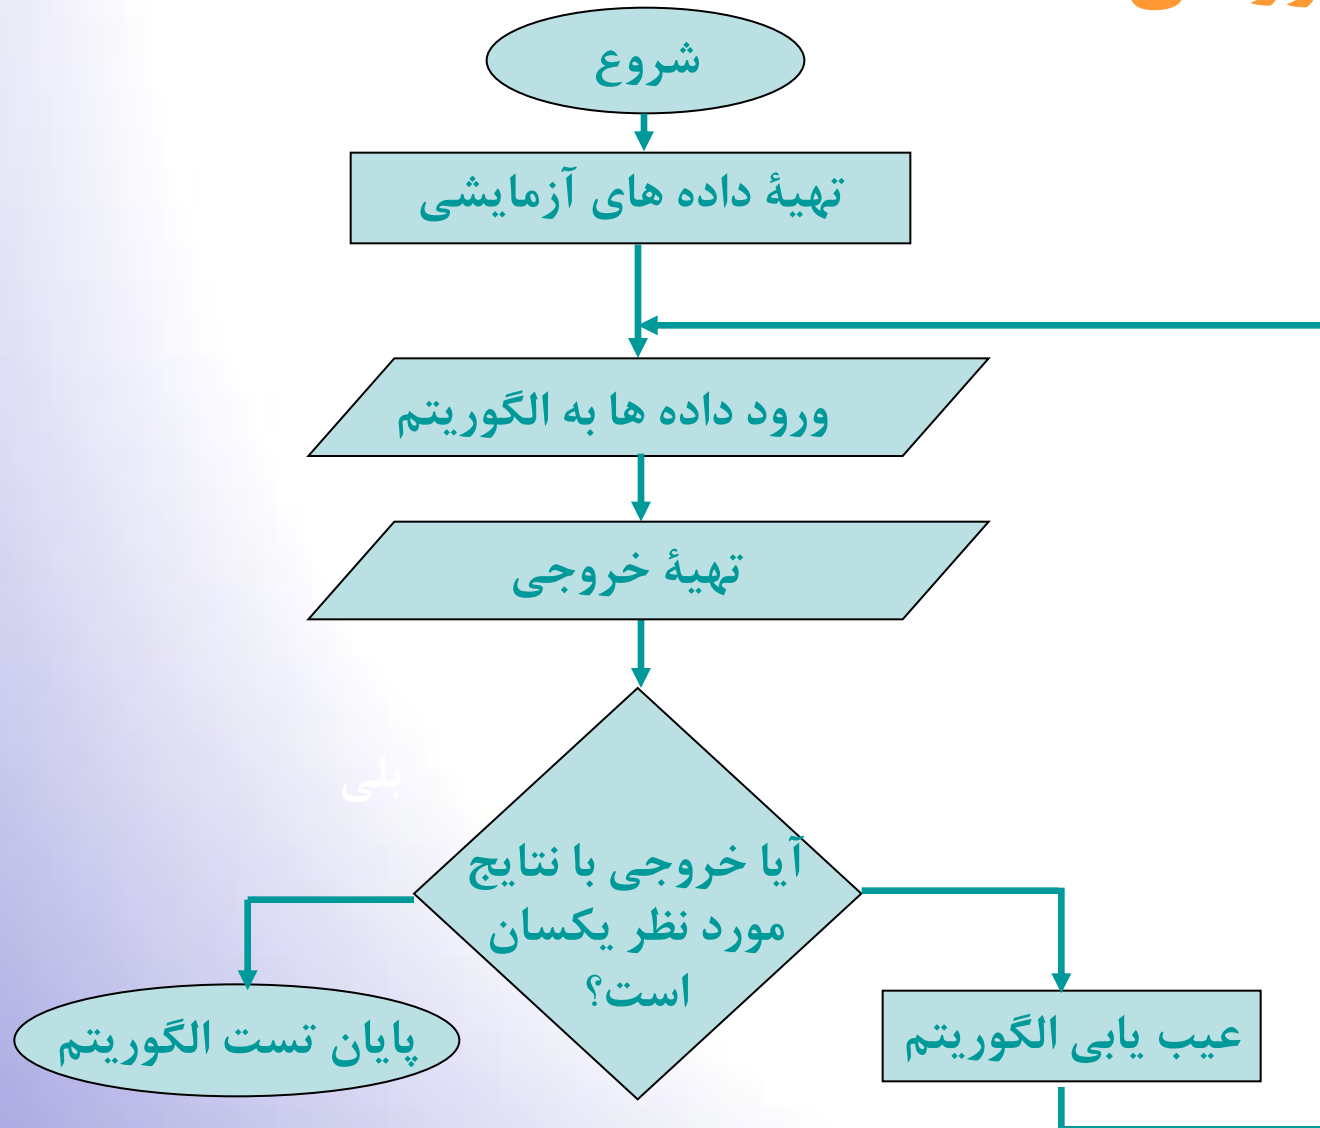 شروع
تهیهٔ داده های آزمایشی
ورود داده ها به الگوریتم
تهیهٔ خروجی
بلی
آیا خروجی با نتایج
مورد نظر یکسان
است؟
پایان تست الگوریتم
عیب یابی الگوریتم